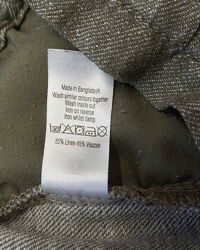 Made in Bangladesh
Wash similar colours together
Wash inside out
Iron on reverse
Iron whilst damp
55% Linen 45% Viscose